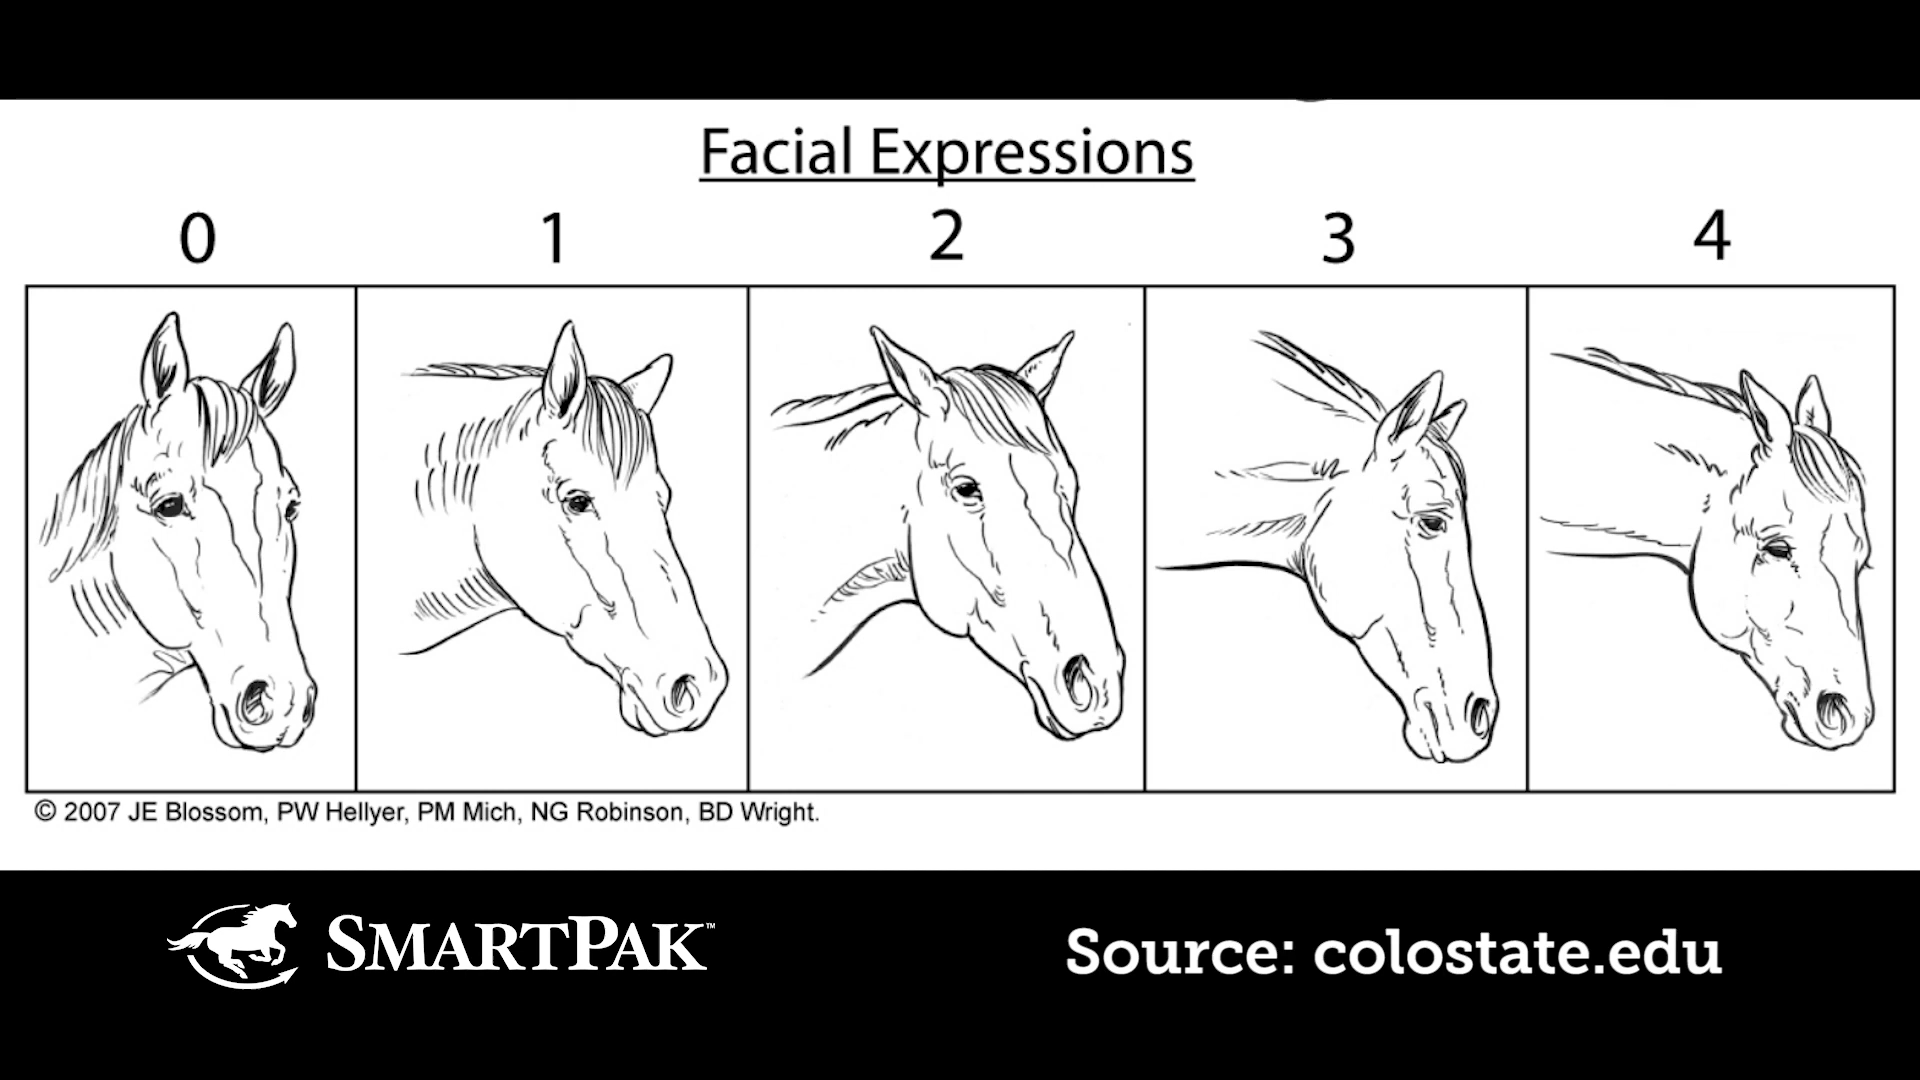 Facial Expressions
0 1 2 3 4
© 2007 JE Blossom, PW Hellyer, PM Mich, NG Robinson, BD Wright.
SMARTPAK™
Source: colostate.edu